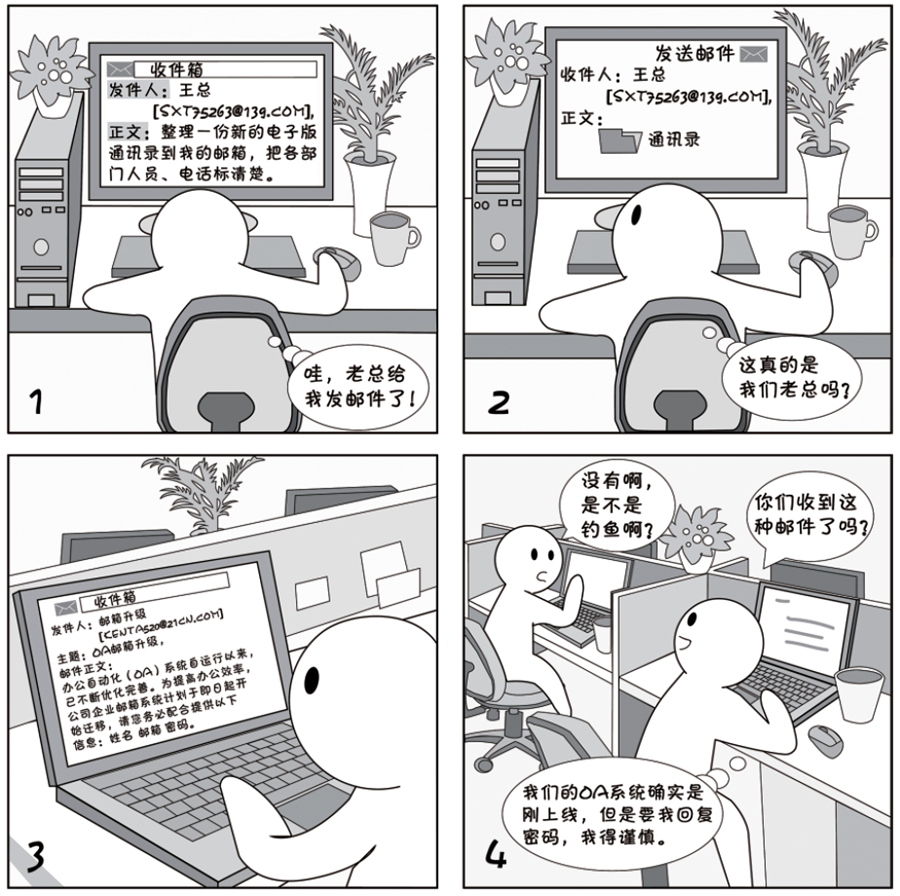 收件箱
发件人：王总
[SXT75263@139.COM],
正文：整理一份新的电子版
通讯录到我的邮箱，把各部
门人员、电话标清楚。
哇，老总给
我发邮件了！
1
发送邮件
收件人：王总
[SXT75263@139.COM],
正文：
通讯录
这真的是
我们老总吗？
2
收件箱
发件人：邮箱升级
[CENTA520@21CN.COM]
主题：OA邮箱升级，
邮件正文：
办公自动化（OA）系统自运行以来，
已不断优化完善。为提高办公效率，
公司企业邮箱系统计划于即日起开
始迁移，请您务必配合提供以下
信息：姓名 邮箱 密码。
3
没有啊，
是不是
钓鱼啊？
你们收到这
种邮件了吗？
我们的OA系统确实是
刚上线，但是要我回复
密码，我得谨慎。
4